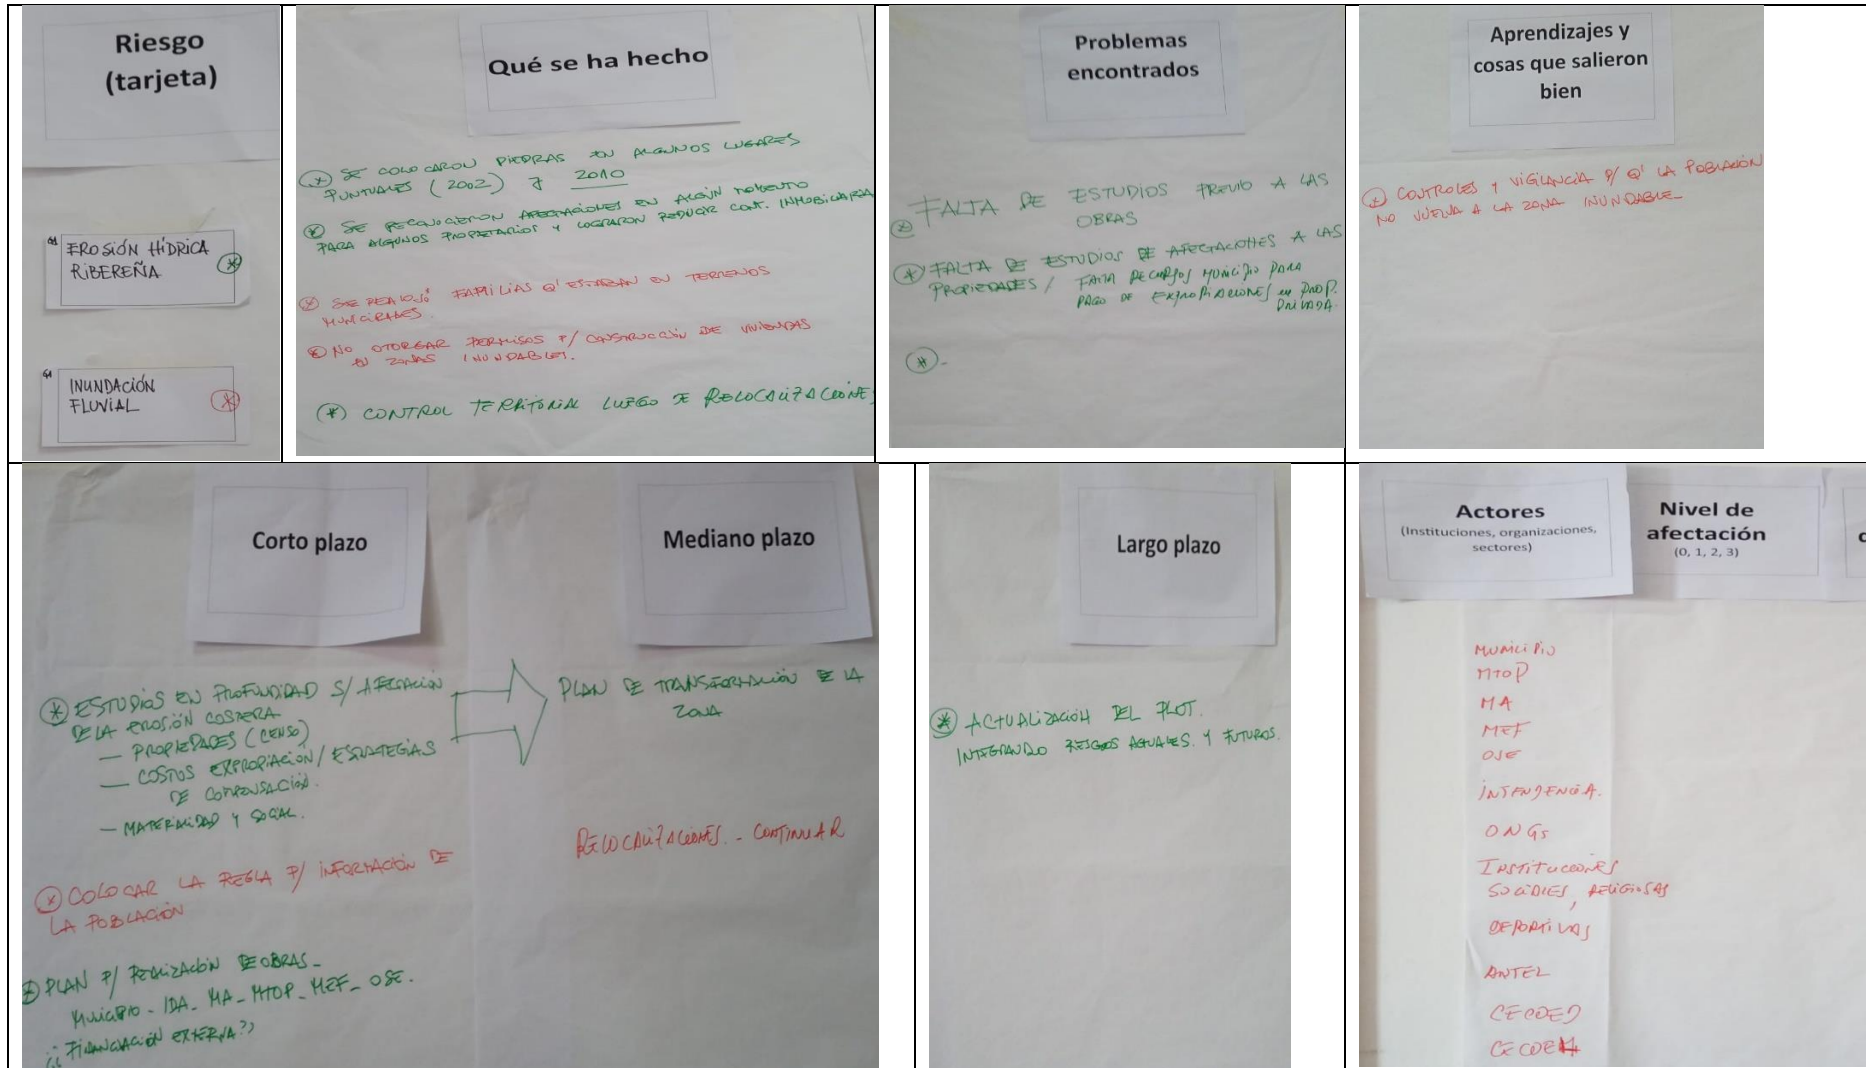 Riesgo
(tarjeta)
EROSIÓN HÍDRICA
RIBEREÑA
INUNDACIÓN
FLUVIAL
Qué se ha hecho
SE COLOCARON PIEDRAS EN ALGUNOS LUGARES
PUNTUALES (2002) y 2010
SE RECONOCIERON AFECTACIONES EN ALGÚN MOMENTO
PARA ALGUNOS PROPIETARIOS Y LOGRARON REDUCIR CONT. INMOBILIARIA
SE REALOJÓ FAMILIAS Q' ESTABAN EN TERRENOS
MUNICIPALES.
NO OTORGAR PERMISOS P/ CONSTRUCCIÓN DE VIVIENDAS
EN ZONAS INUNDABLES.
(*) CONTROL TERRITORIAL LUEGO DE RELOCALIZACIONES
Problemas
encontrados
FALTA DE ESTUDIOS PREVIO A LAS
OBRAS
FALTA DE ESTUDIOS DE AFECTACIONES A LAS
PROPIEDADES / FALTA RECURSOS MUNICIPIO PARA
PAGO DE EXPROPIACIONES en PROP.
PRIVADA.
(*)-
Aprendizajes y
cosas que salieron
bien
CONTROLES Y VIGILANCIA P/ Q' LA POBLACIÓN
NO VUELVA A LA ZONA INUNDABLE-
Corto plazo
ESTUDIOS EN PROFUNDIDAD S/ AFECTACIÓN
DE LA EROSIÓN COSTERA
— PROPIEDADES (CENSO)
— COSTOS EXPROPIACIÓN / ESTRATEGIAS
DE COMPENSACIÓN.
— MATERIALIDAD Y SOCIAL.
COLOCAR LA REGLA P/ INFORMACIÓN DE
LA POBLACIÓN
PLAN P/ REALIZACIÓN DE OBRAS-
MUNICIPIO - IDA - MA - MTOP - MEF - OSE.
¿¿ FINANCIACIÓN EXTERNA??
Mediano plazo
PLAN DE TRANSFORMACIÓN DE LA
ZONA
RELOCALIZACIONES. - CONTINUAR
Largo plazo
ACTUALIZACIÓN DEL PLOT.
INTEGRANDO RIESGOS ACTUALES. Y FUTUROS.
Actores
(Instituciones, organizaciones,
sectores)
MUNICIPIO
MTOP
MA
MEF
OSE
INTENDENCIA.
ONGs
INSTITUCIONES
SOCIALES, RELIGIOSAS
DEPORTIVAS
ANTEL
CECOED
CECOEM
Nivel de
afectación
(0, 1, 2, 3)